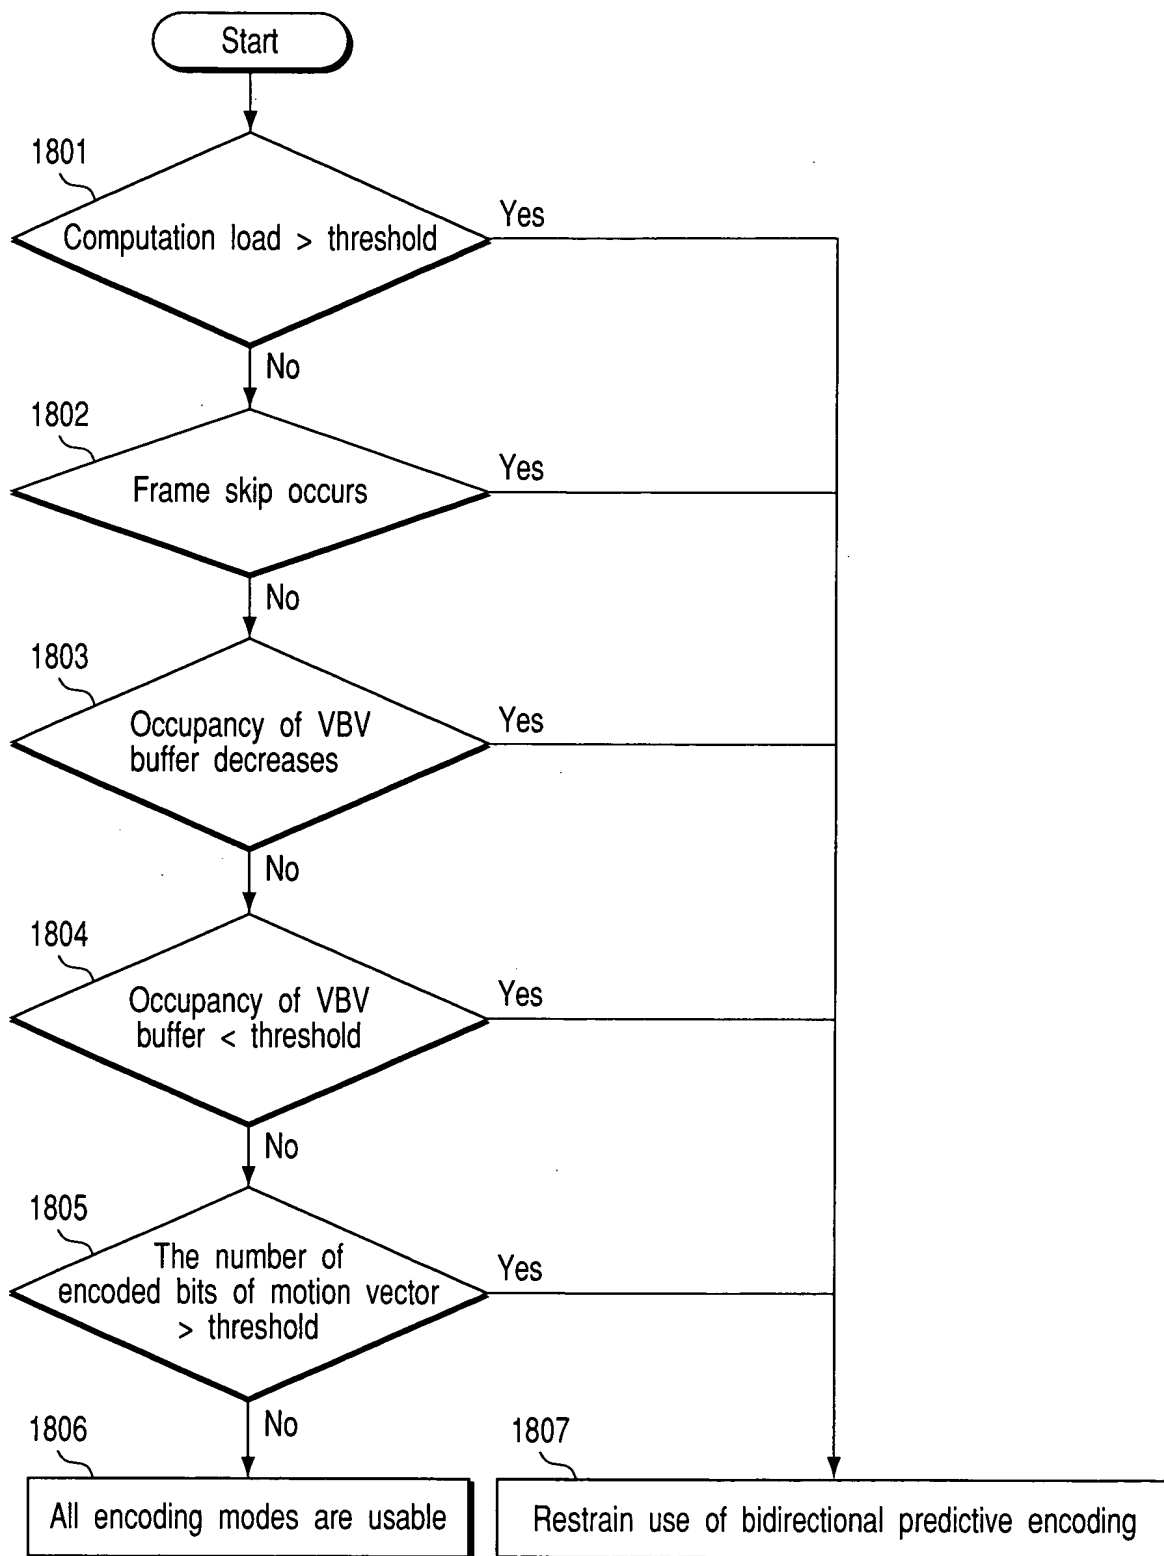 Start
1801
Computation load > threshold
Yes
No
1802
Frame skip occurs
Yes
No
1803
Occupancy of VBV
buffer decreases
Yes
No
1804
Occupancy of VBV
buffer < threshold
Yes
No
1805
The number of
encoded bits of motion vector
> threshold
Yes
No
1806
All encoding modes are usable
1807
Restrain use of bidirectional predictive encoding